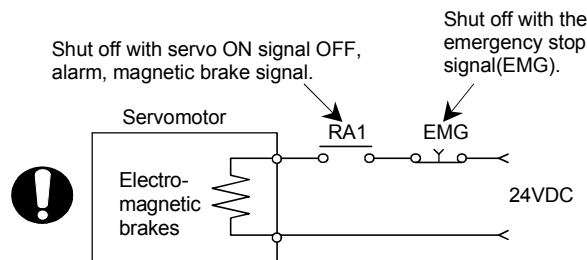 Shut off with servo ON signal OFF,
alarm, magnetic brake signal.
Shut off with the
emergency stop
signal(EMG).
Servomotor
RA1
EMG
Electro-
magnetic
brakes
24VDC